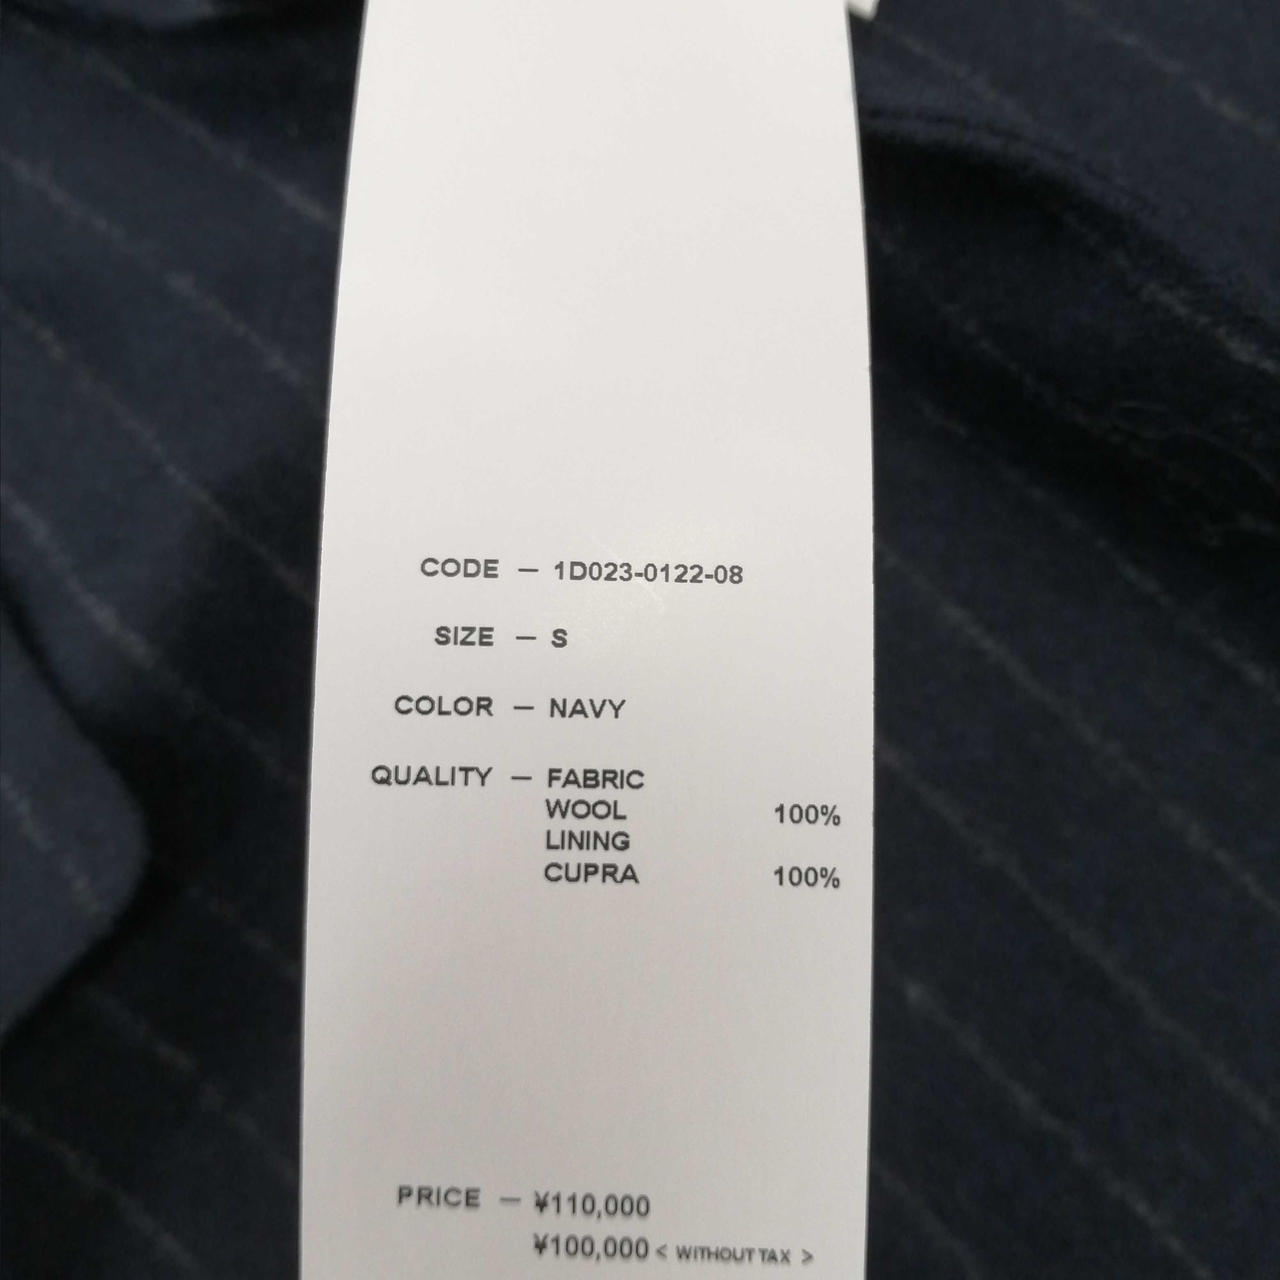 CODE — 1D023-0122-08
SIZE — S
COLOR — NAVY
QUALITY — FABRIC
WOOL 100%
LINING
CUPRA 100%
PRICE — ¥110,000
¥100,000 < WITHOUT TAX >